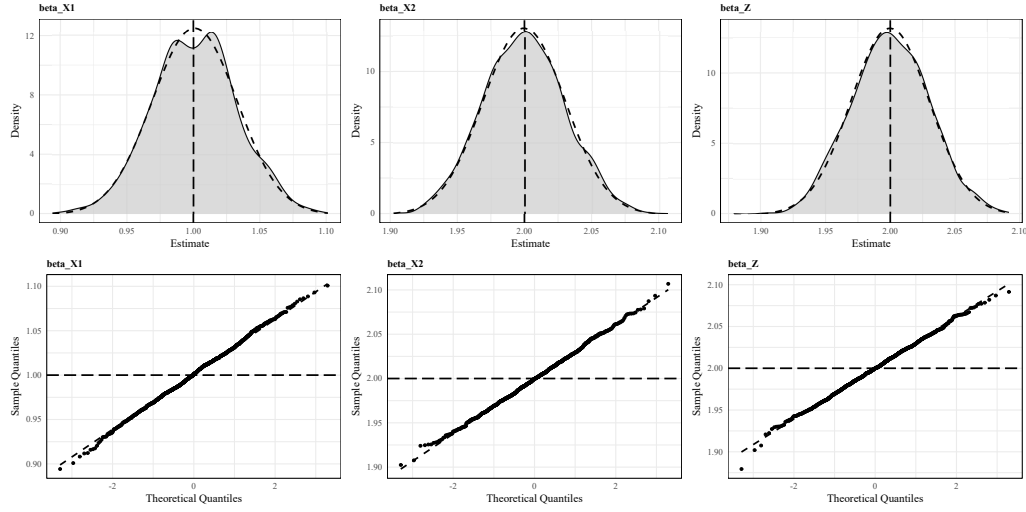 beta_X1
beta_X2
beta_Z
Density
12
8
4
0
0.90
0.95
1.00
1.05
1.10
Estimate
Density
10
5
0
1.90
1.95
2.00
2.05
2.10
Estimate
Density
10
5
0
1.90
1.95
2.00
2.05
2.10
Estimate
beta_X1
beta_X2
beta_Z
Sample Quantiles
1.10
1.05
1.00
0.95
0.90
-2
0
2
Theoretical Quantiles
Sample Quantiles
2.10
2.05
2.00
1.95
1.90
-2
0
2
Theoretical Quantiles
Sample Quantiles
2.10
2.05
2.00
1.95
1.90
-2
0
2
Theoretical Quantiles